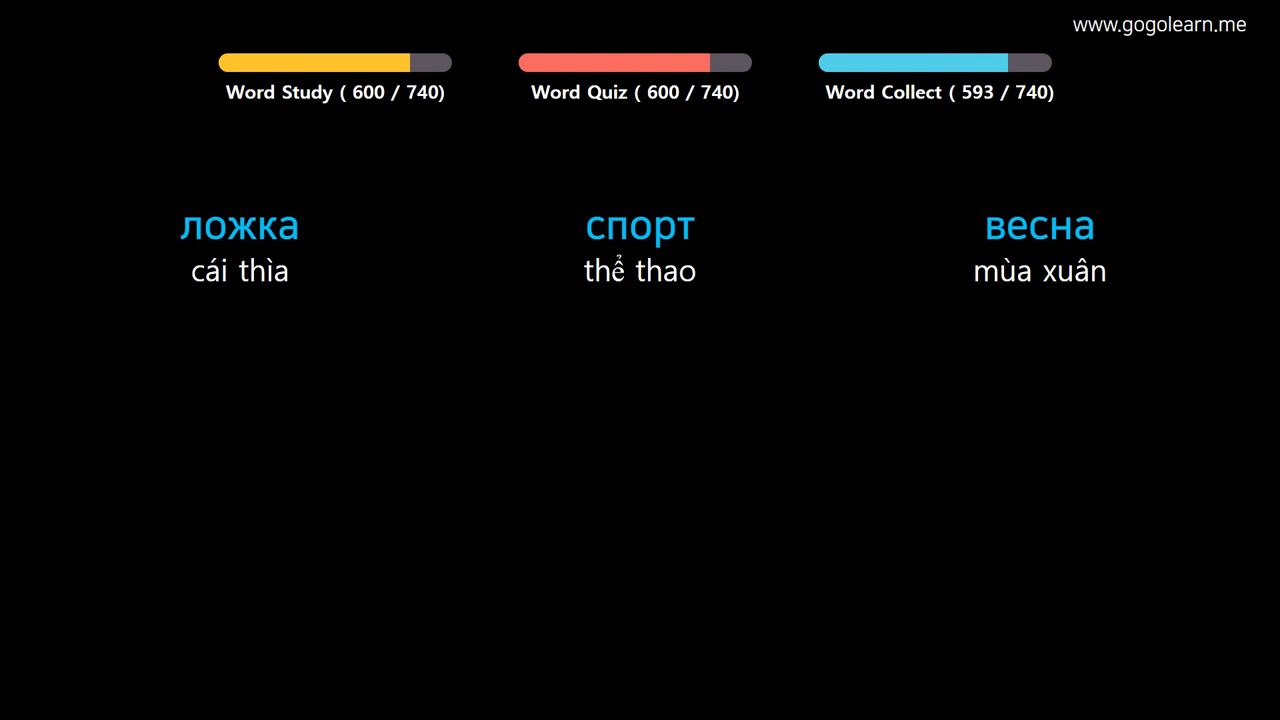 www.gogolearn.me
Word Study ( 600 / 740)
Word Quiz ( 600 / 740)
Word Collect ( 593 / 740)
ложка
cái thìa
спорт
thể thao
весна
mùa xuân